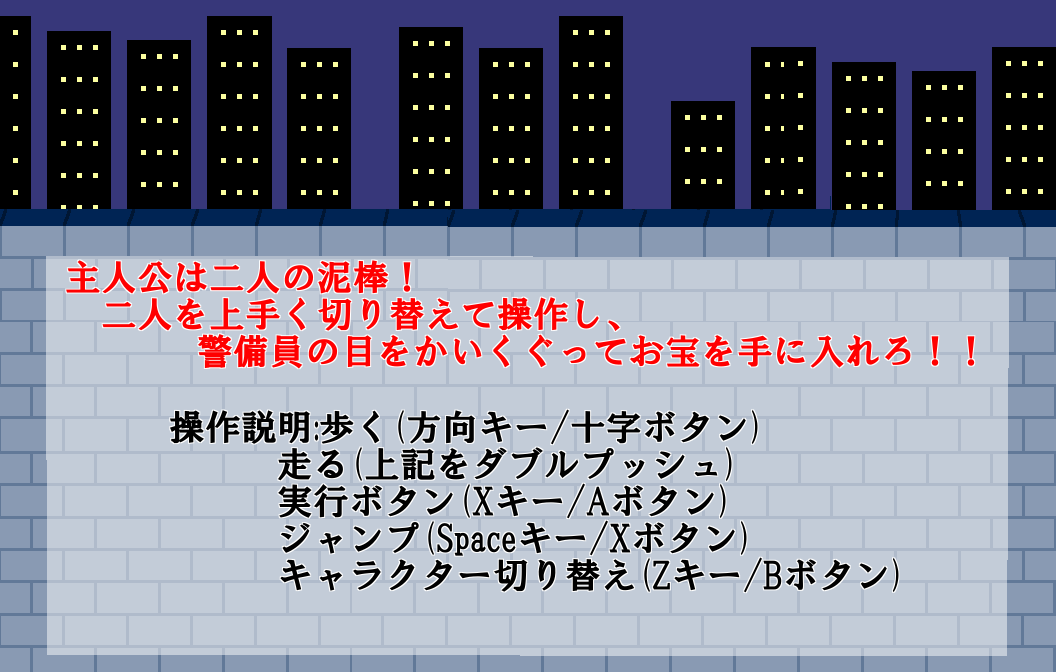 主人公は二人の泥棒！
二人を上手く切り替えて操作し、
警備員の目をかいくぐってお宝を手に入れろ！！
操作説明:歩く(方向キー/十字ボタン)
走る(上記をダブルプッシュ)
実行ボタン(Xキー/Aボタン)
ジャンプ(Spaceキー/Xボタン)
キャラクター切り替え(Zキー/Bボタン)